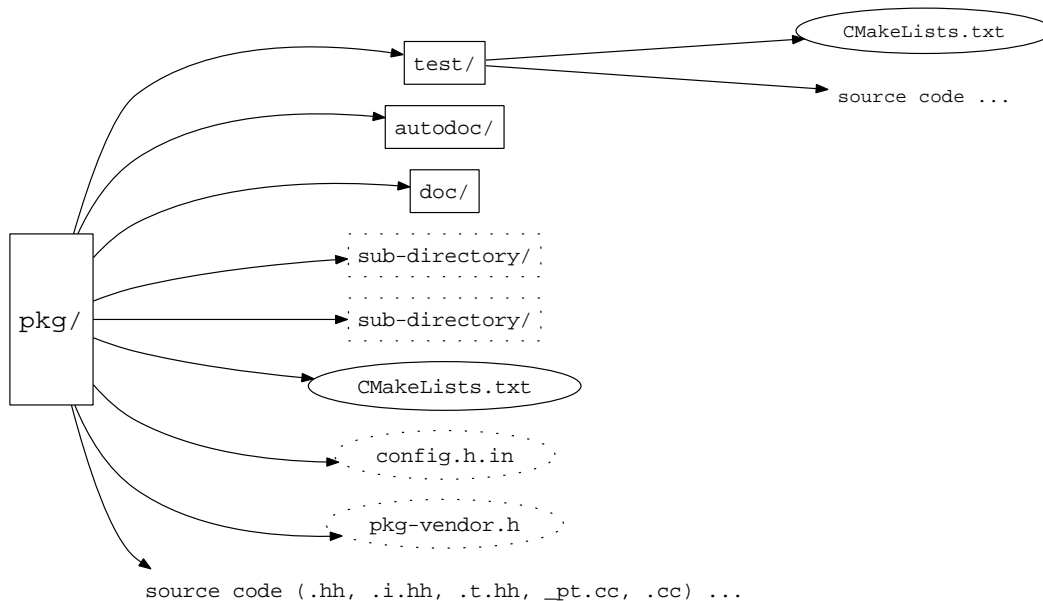 test/
CMakeLists.txt
source code ...
autodoc/
doc/
sub-directory/
pkg/
sub-directory/
CMakeLists.txt
config.h.in
pkg-vendor.h
source code (.hh, .i.hh, .t.hh, _pt.cc, .cc) ...